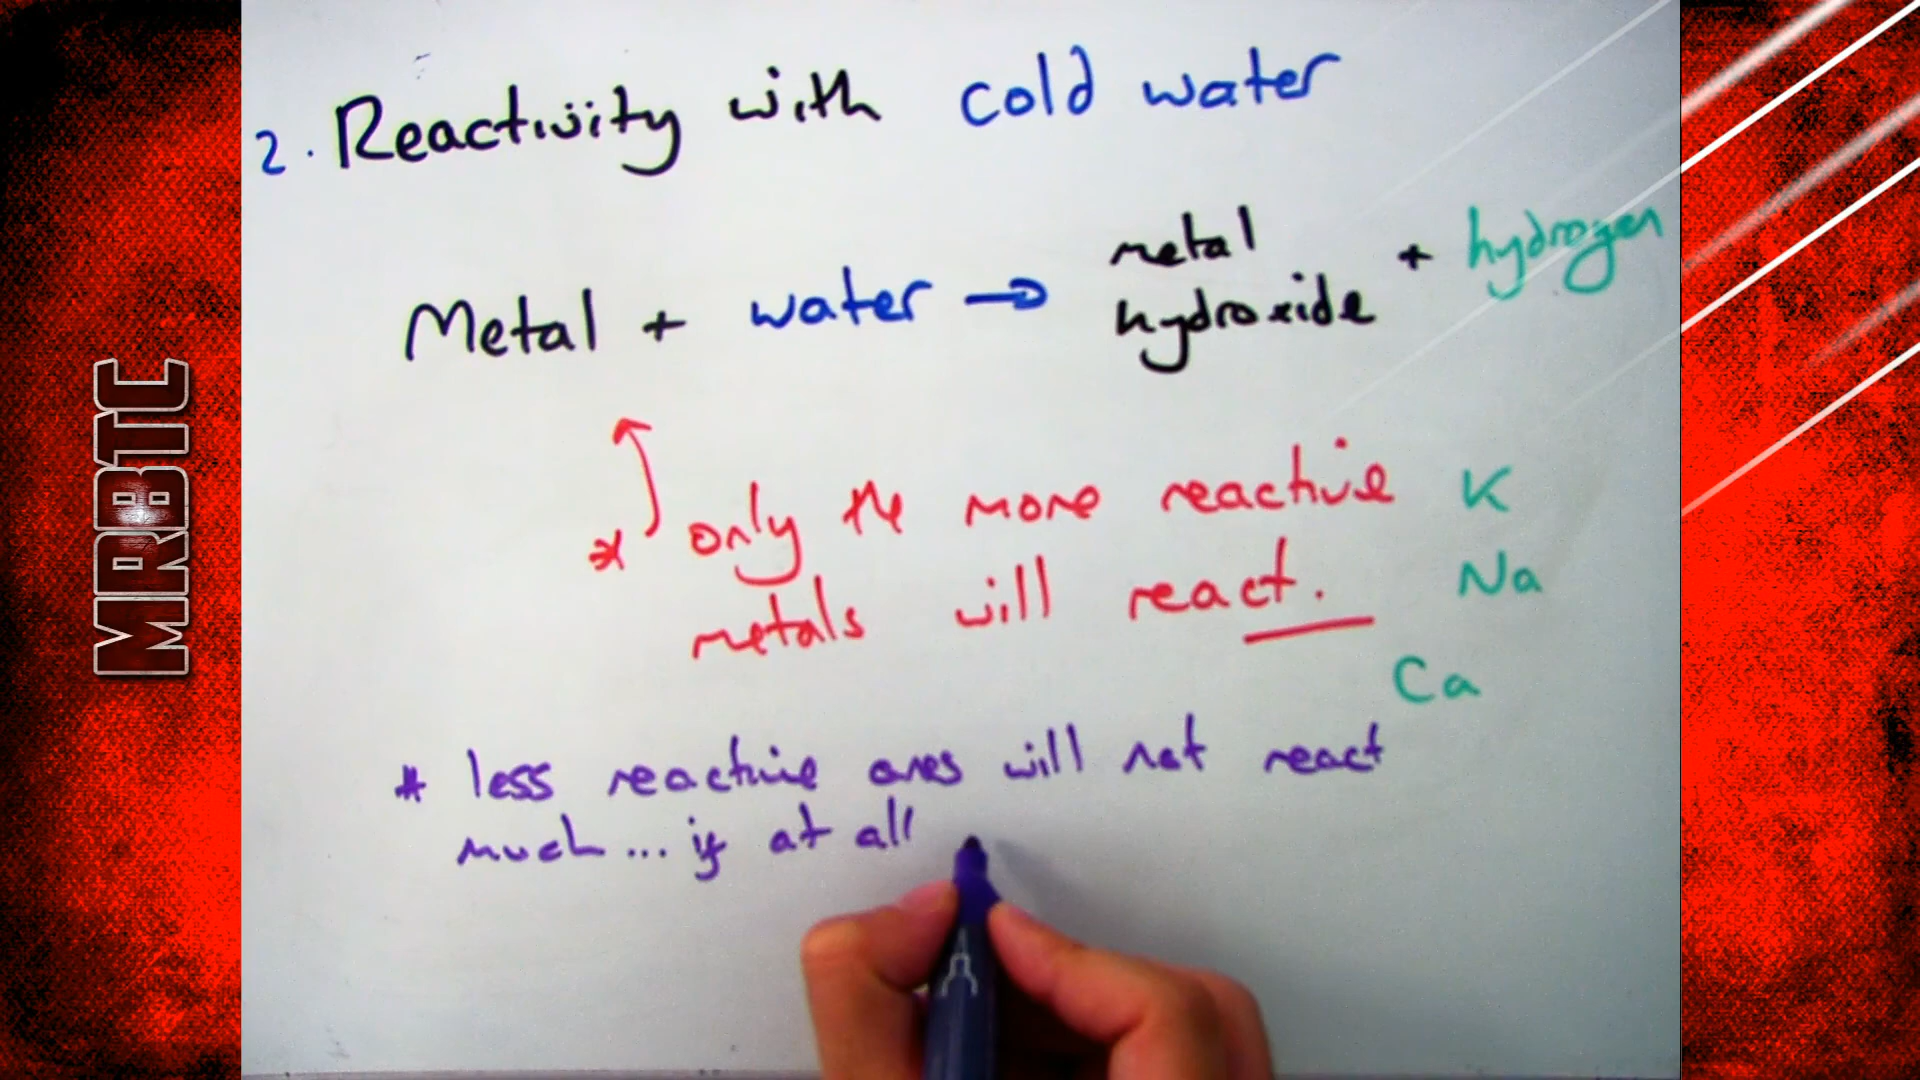 2. Reactivity with cold water
Metal + water → metal hydroxide + hydrogen
* only the more reactive K
metals will react. Na
Ca
* less reactive ones will not react
much... if at all
MRBTC